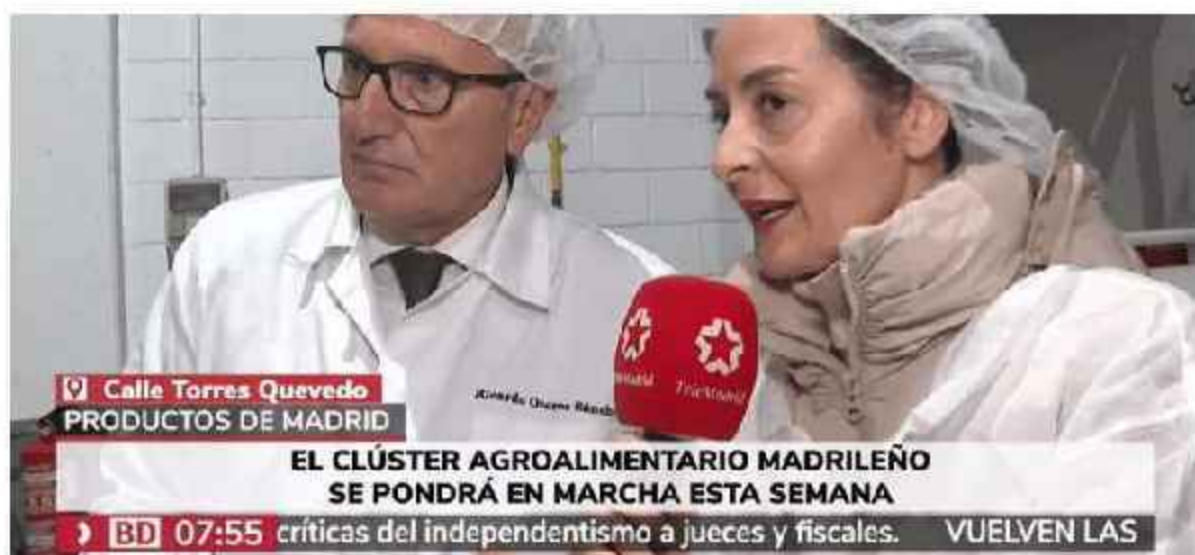 TeleMadrid
Calle Torres Quevedo
PRODUCTOS DE MADRID
EL CLÚSTER AGROALIMENTARIO MADRILEÑO
SE PONDRÁ EN MARCHA ESTA SEMANA
BD 07:55 críticas del independentismo a jueces y fiscales. VUELVEN LAS